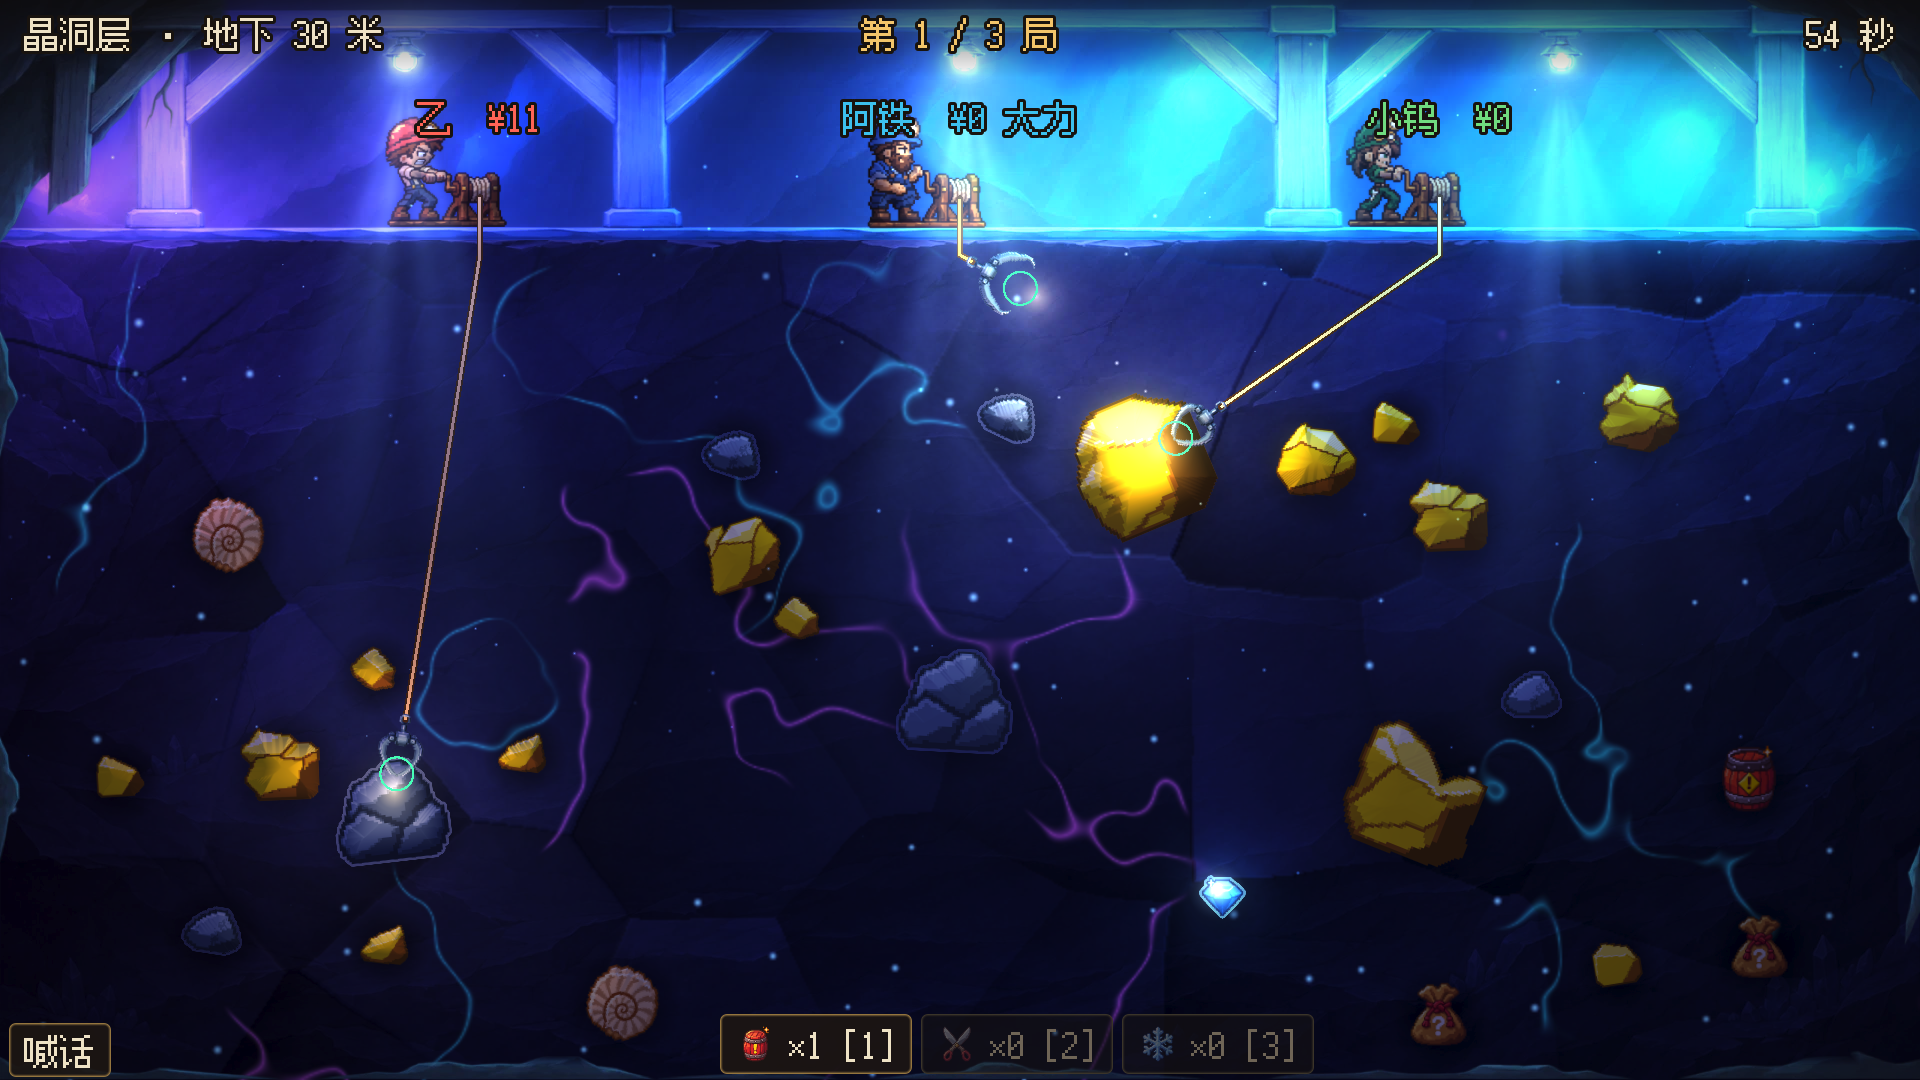 晶洞层 · 地下 30 米
第 1 / 3 局
54 秒
乙 ¥11
阿铁 ¥0 大力
小钨 ¥0
喊话
x1 [1]
x0 [2]
x0 [3]
?
?